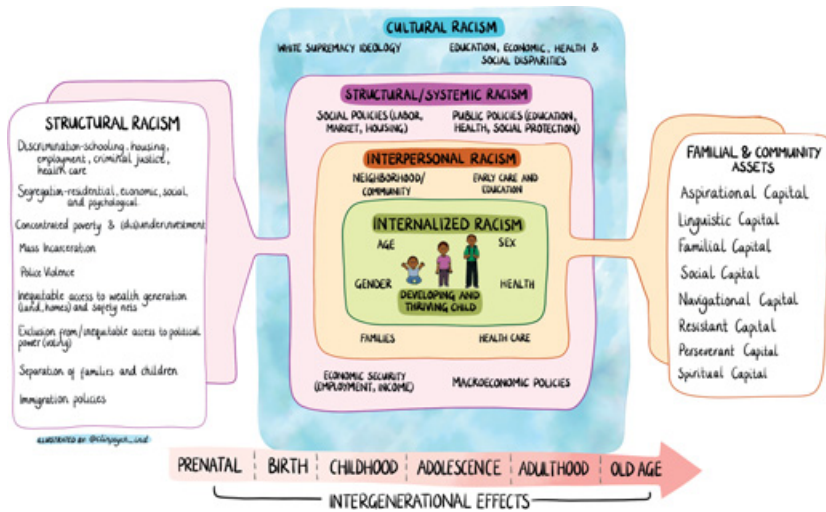 CULTURAL RACISM
WHITE SUPREMACY IDEOLOGY
EDUCATION, ECONOMIC, HEALTH &
SOCIAL DISPARITIES
STRUCTURAL/SYSTEMIC RACISM
SOCIAL POLICIES (LABOR,
MARKET, HOUSING)
PUBLIC POLICIES (EDUCATION,
HEALTH, SOCIAL PROTECTION)
INTERPERSONAL RACISM
NEIGHBORHOOD/
COMMUNITY
EARLY CARE AND
EDUCATION
INTERNALIZED RACISM
AGE
SEX
GENDER
HEALTH
DEVELOPING AND
THRIVING CHILD
FAMILIES
HEALTH CARE
ECONOMIC SECURITY
(EMPLOYMENT, INCOME)
MACROECONOMIC POLICIES
STRUCTURAL RACISM
Discrimination-schooling, housing,
employment, criminal justice,
health care
Segregation-residential, economic, social
and psychological
Concentrated poverty & (dis)underinvestment
Mass Incarceration
Police Violence
Inequitable access to wealth generation
(land, homes) and safety nets
Exclusion from/inequitable access to political
power (voting)
Separation of families and children
Immigration policies
ILLUSTRATED BY
FAMILIAL & COMMUNITY
ASSETS
Aspirational Capital
Linguistic Capital
Familial Capital
Social Capital
Navigational Capital
Resistant Capital
Perseverant Capital
Spiritual Capital
PRENATAL
BIRTH
CHILDHOOD
ADOLESCENCE
ADULTHOOD
OLD AGE
INTERGENERATIONAL EFFECTS